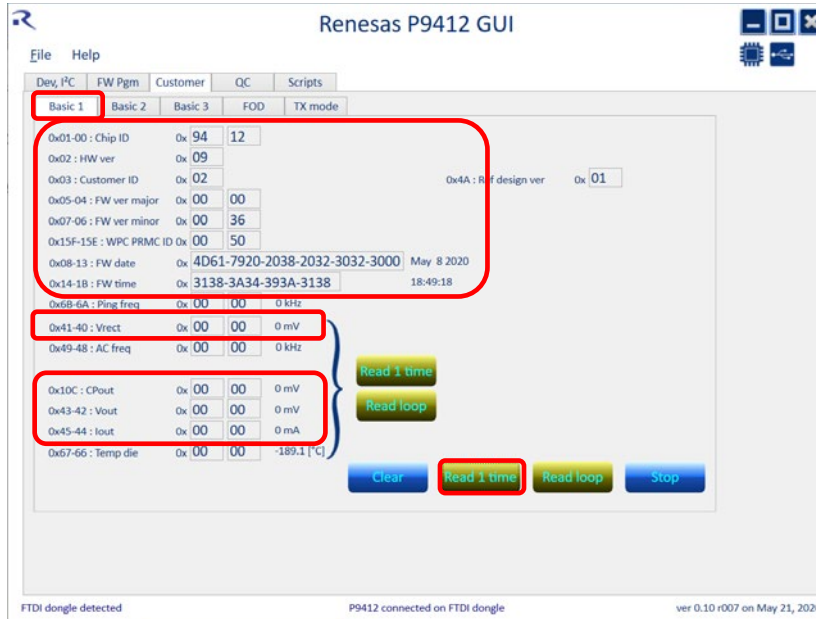 Renesas P9412 GUI
File Help
Dev, I²C FW Pgm Customer QC Scripts
Basic 1 Basic 2 Basic 3 FOD TX mode
0x01-00 : Chip ID 0x 94 12
0x02 : HW ver 0x 09
0x03 : Customer ID 0x 02 0x4A : Ref design ver 0x 01
0x05-04 : FW ver major 0x 00 00
0x07-06 : FW ver minor 0x 00 36
0x15F-15E : WPC PRMC ID 0x 00 50
0x08-13 : FW date 0x 4D61-7920-2038-2032-3032-3000 May 8 2020
0x14-1B : FW time 0x 3138-3A34-393A-3138 18:49:18
0x6B-6A : Ping freq 0x 00 00 0 kHz
0x41-40 : Vrect 0x 00 00 0 mV
0x49-48 : AC freq 0x 00 00 0 kHz
Read 1 time
0x10C : CPout 0x 00 00 0 mV
Read loop
0x43-42 : Vout 0x 00 00 0 mV
0x45-44 : Iout 0x 00 00 0 mA
0x67-66 : Temp die 0x 00 00 -189.1 [°C]
Clear Read 1 time Read loop Stop
FTDI dongle detected P9412 connected on FTDI dongle ver 0.10 r007 on May 21, 2020